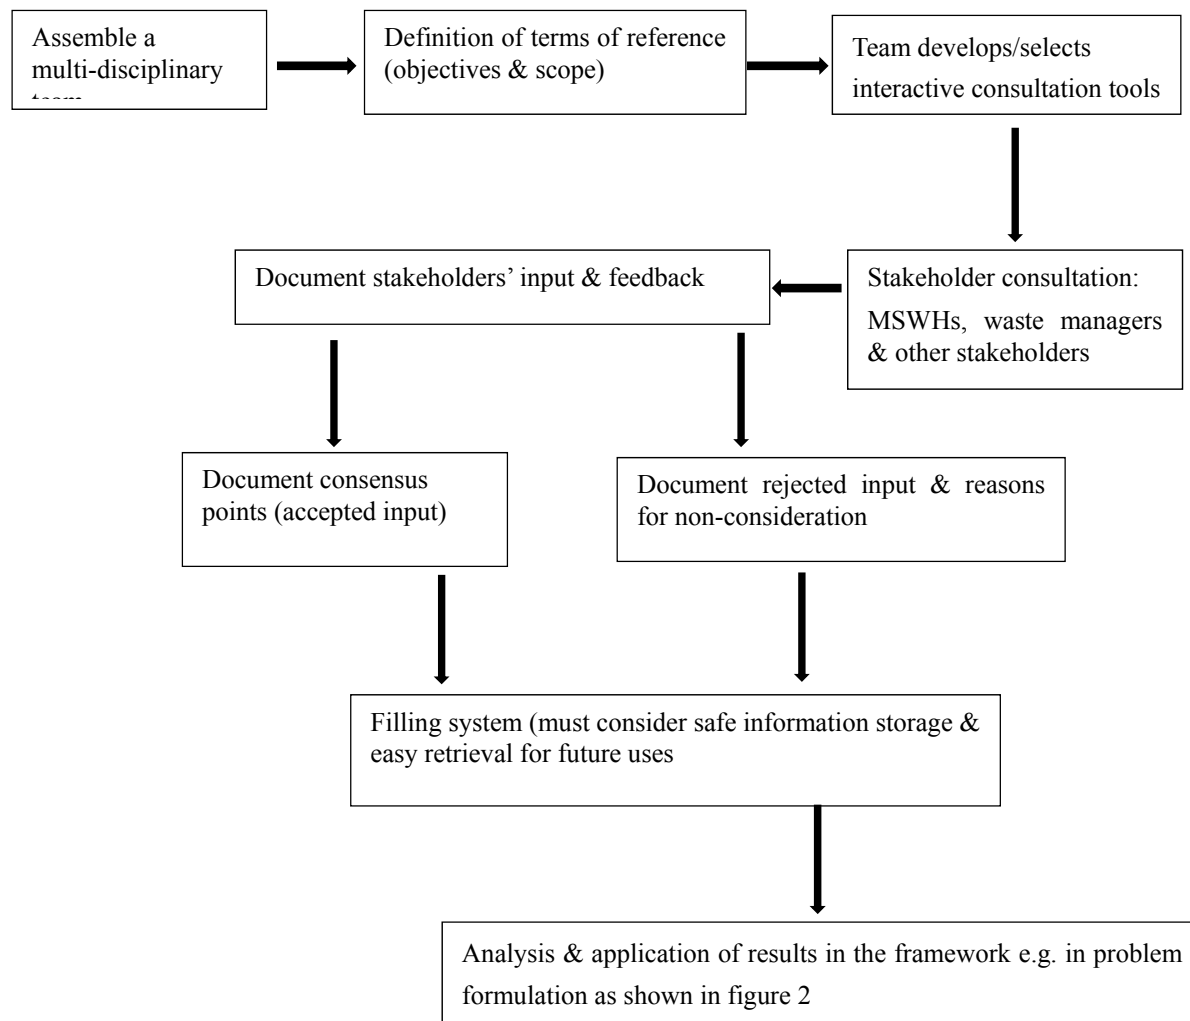 Assemble a
multi-disciplinary
Definition of terms of reference
(objectives & scope)
Team develops/selects
interactive consultation tools
Stakeholder consultation:
MSWHs, waste managers
& other stakeholders
Document stakeholders’ input & feedback
Document consensus
points (accepted input)
Document rejected input & reasons
for non-consideration
Filling system (must consider safe information storage &
easy retrieval for future uses
Analysis & application of results in the framework e.g. in problem
formulation as shown in figure 2